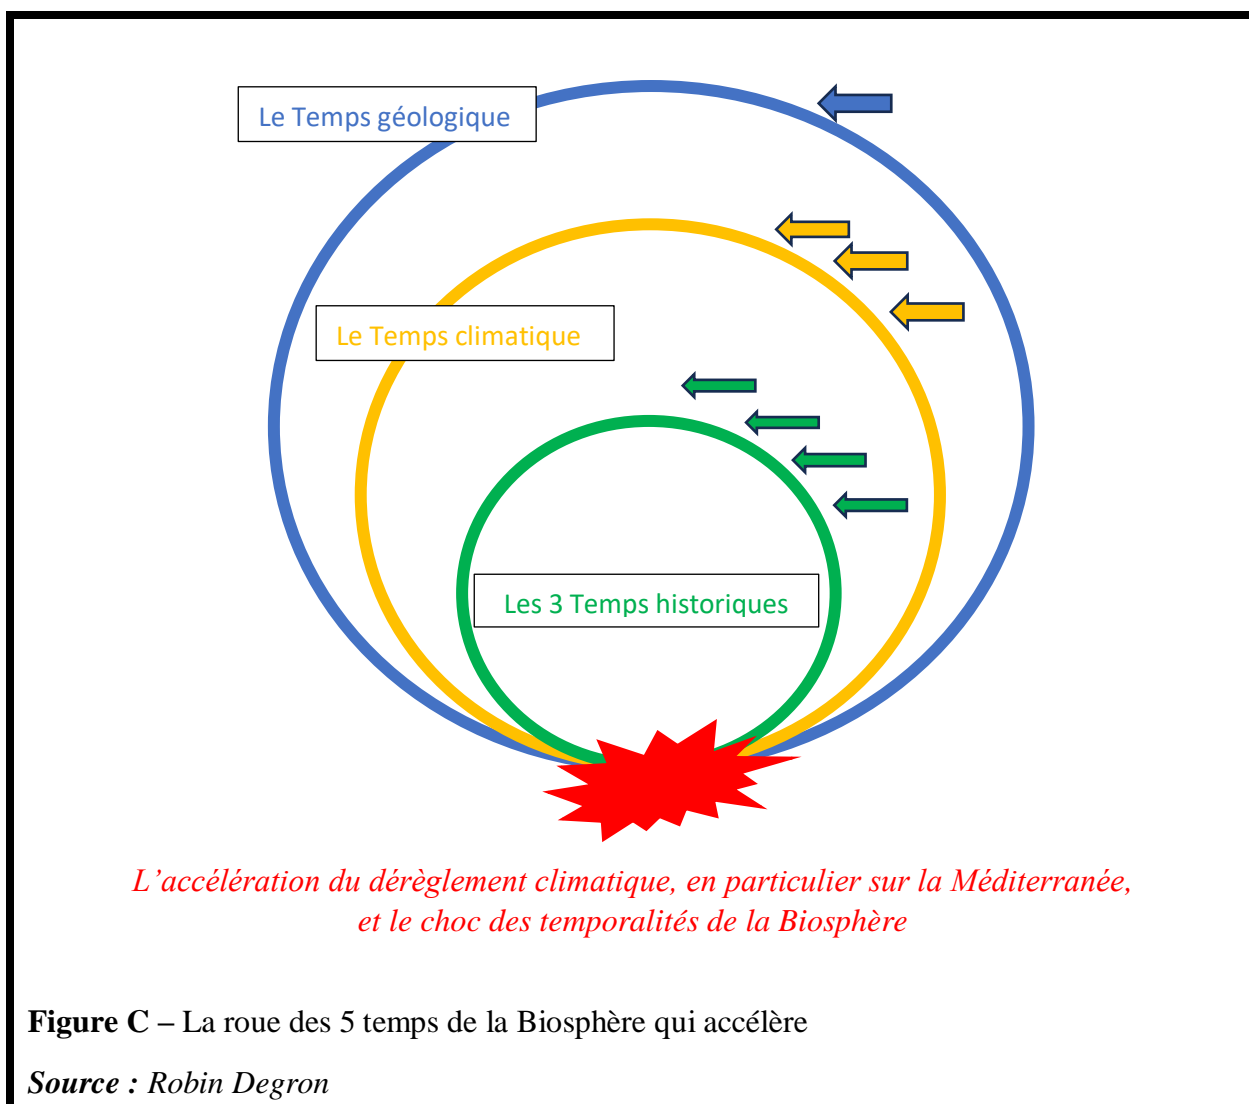 Le Temps géologique
Le Temps climatique
Les 3 Temps historiques
L’accélération du dérèglement climatique, en particulier sur la Méditerranée,
et le choc des temporalités de la Biosphère
Figure C – La roue des 5 temps de la Biosphère qui accélère
Source : Robin Degron